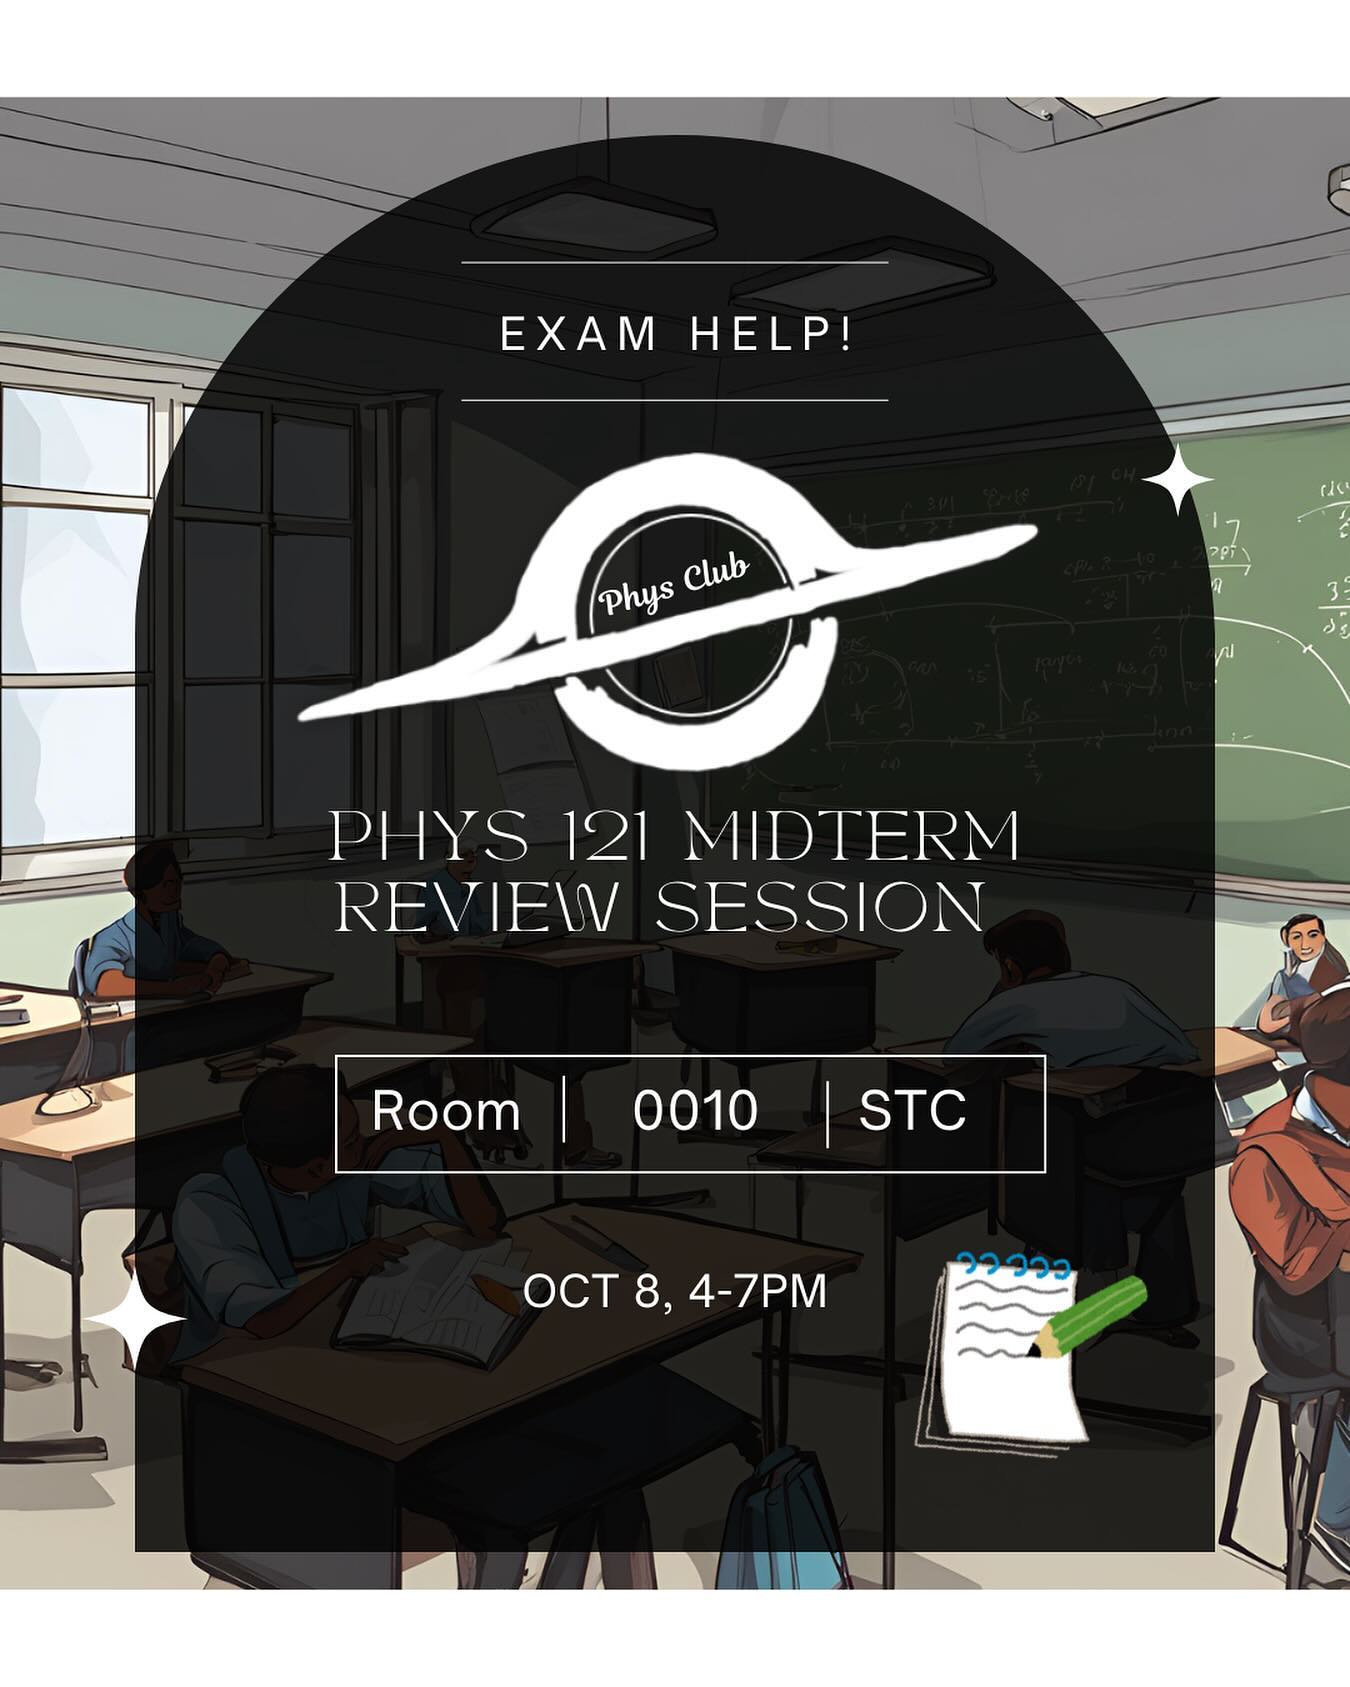 EXAM HELP!
Phys Club
PHYS 121 MIDTERM
REVIEW SESSION
Room | 0010 | STC
OCT 8, 4-7PM